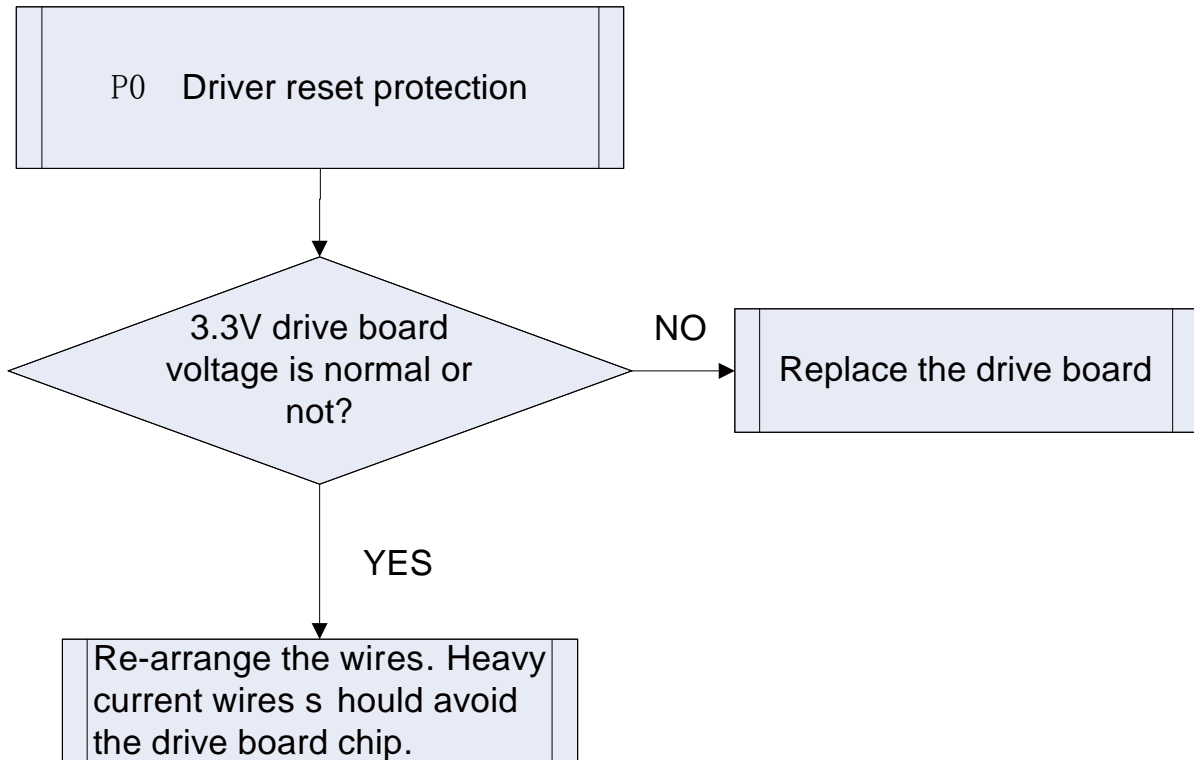 P0 Driver reset protection
3.3V drive board
voltage is normal or
not?
NO
Replace the drive board
YES
Re-arrange the wires. Heavy
current wires s hould avoid
the drive board chip.